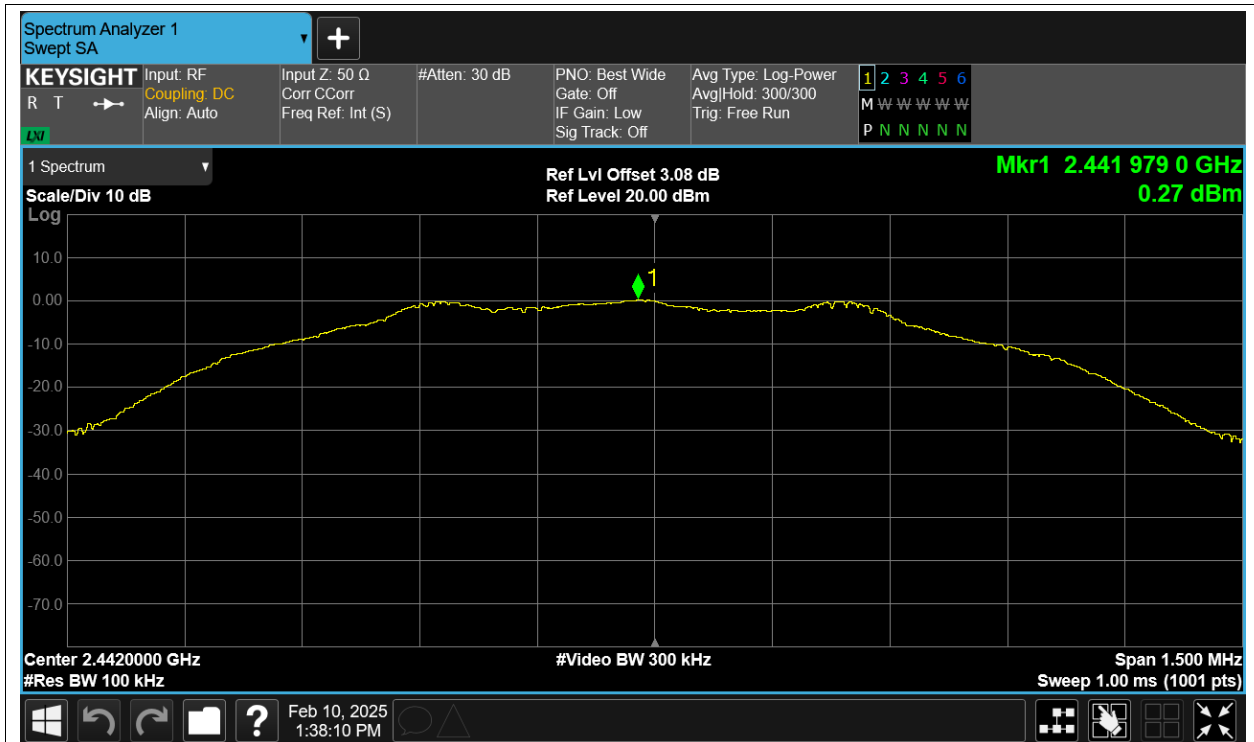 Spectrum Analyzer 1
Swept SA
+
KEYSIGHT
R T
LXI
Input: RF
Coupling: DC
Align: Auto
Input Z: 50 Ω
Corr CCorr
Freq Ref: Int (S)
#Atten: 30 dB
PNO: Best Wide
Gate: Off
IF Gain: Low
Sig Track: Off
Avg Type: Log-Power
Avg|Hold: 300/300
Trig: Free Run
1 2 3 4 5 6
M W W W W W
P N N N N N
1 Spectrum
Scale/Div 10 dB
Log
Ref Lvl Offset 3.08 dB
Ref Level 20.00 dBm
Mkr1 2.441 979 0 GHz
0.27 dBm
1
10.0
0.00
-10.0
-20.0
-30.0
-40.0
-50.0
-60.0
-70.0
Center 2.4420000 GHz
#Res BW 100 kHz
#Video BW 300 kHz
Span 1.500 MHz
Sweep 1.00 ms (1001 pts)
?
Feb 10, 2025
1:38:10 PM